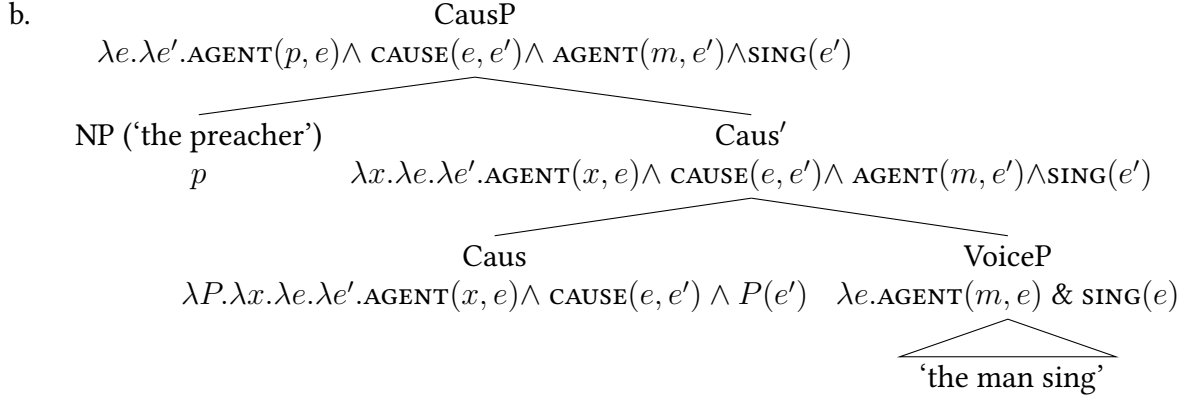 b. CausP
λe.λe′.AGENT(p, e)∧ CAUSE(e, e′)∧ AGENT(m, e′)∧SING(e′)
NP (‘the preacher’) Caus′
p λx.λe.λe′.AGENT(x, e)∧ CAUSE(e, e′)∧ AGENT(m, e′)∧SING(e′)
Caus VoiceP
λP.λx.λe.λe′.AGENT(x, e)∧ CAUSE(e, e′) ∧ P(e′) λe.AGENT(m, e) & SING(e)
‘the man sing’